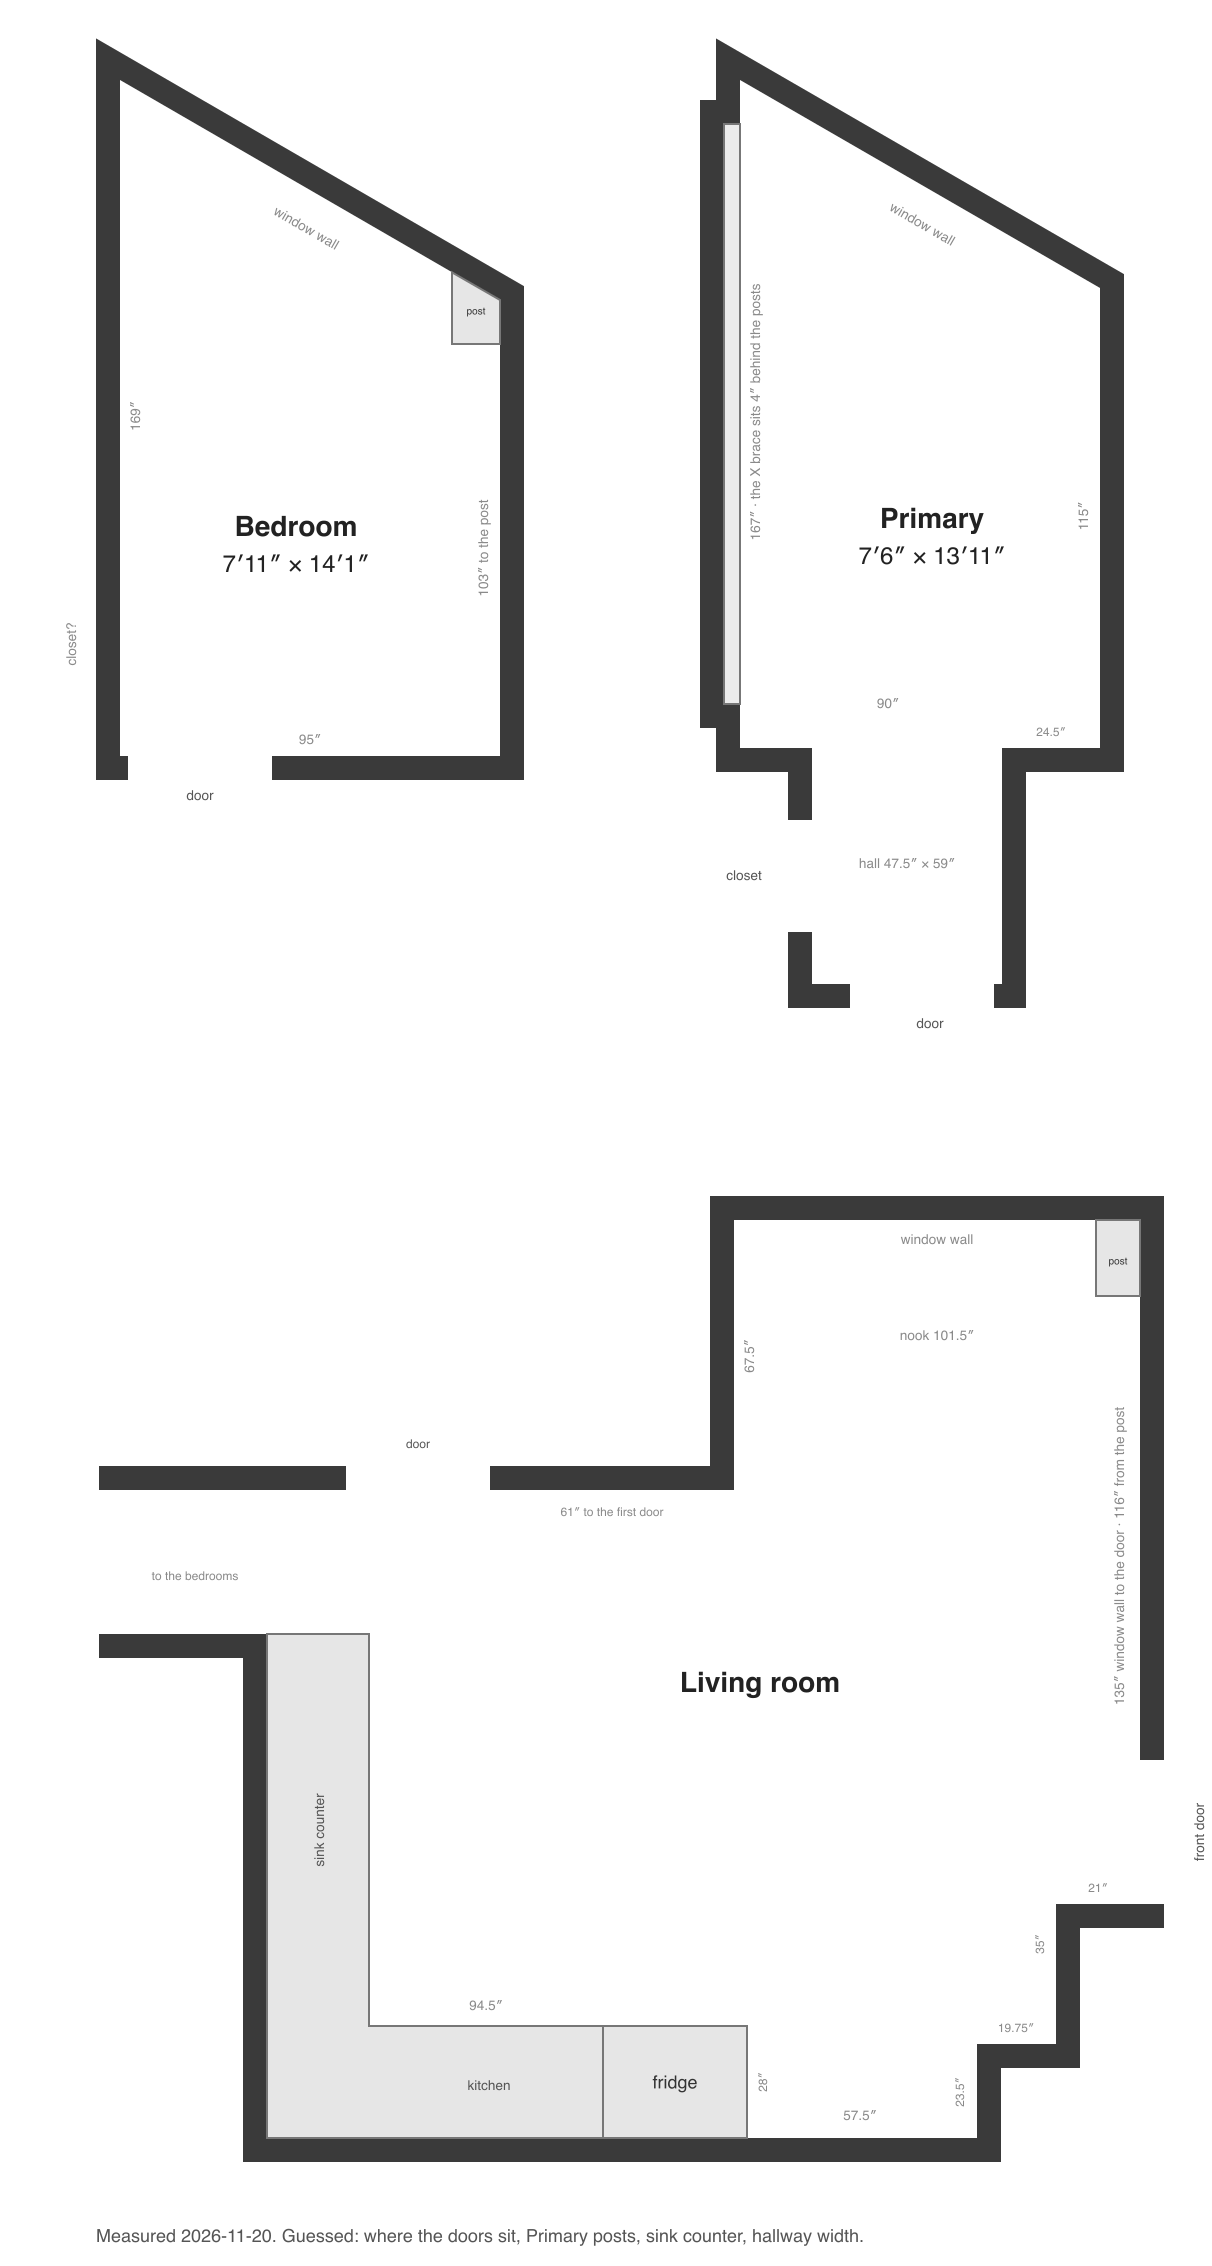 window wall
post
169″
Bedroom
7′11″ × 14′1″
103″ to the post
closet?
95″
door
window wall
167″ · the X brace sits 4″ behind the posts
Primary
7′6″ × 13′11″
115″
90″
24.5″
hall 47.5″ × 59″
closet
door
window wall
post
nook 101.5″
67.5″
door
61″ to the first door
135″ window wall to the door · 116″ from the post
to the bedrooms
Living room
sink counter
front door
21″
35″
94.5″
19.75″
kitchen
fridge
28″
57.5″
23.5″
Measured 2026-11-20. Guessed: where the doors sit, Primary posts, sink counter, hallway width.